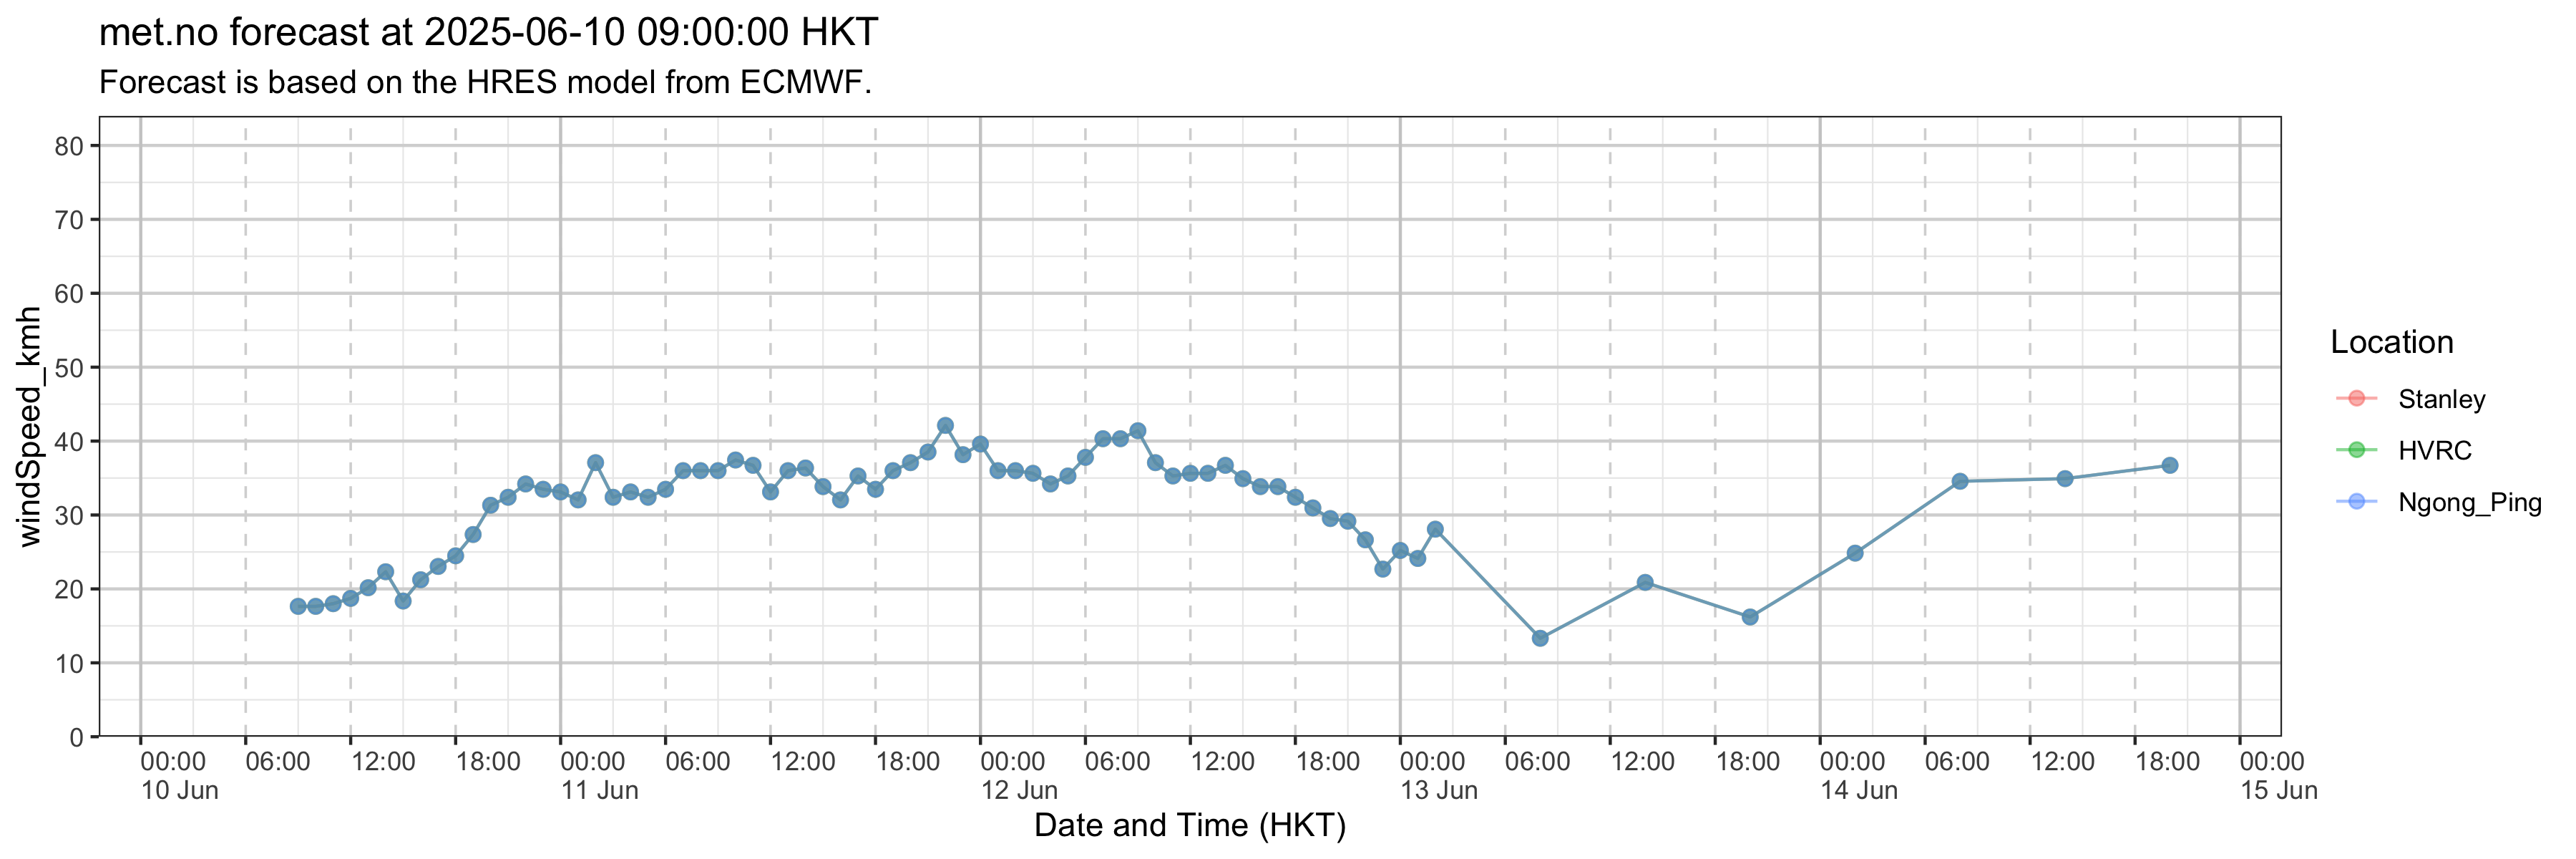 met.no forecast at 2025-06-10 09:00:00 HKT
Forecast is based on the HRES model from ECMWF.
windSpeed_kmh
80
70
60
50
40
30
20
10
0
00:00 06:00 12:00 18:00 00:00 06:00 12:00 18:00 00:00 06:00 12:00 18:00 00:00 06:00 12:00 18:00 00:00 06:00 12:00 18:00 00:00
10 Jun 11 Jun 12 Jun 13 Jun 14 Jun 15 Jun
Date and Time (HKT)
Location
Stanley
HVRC
Ngong_Ping